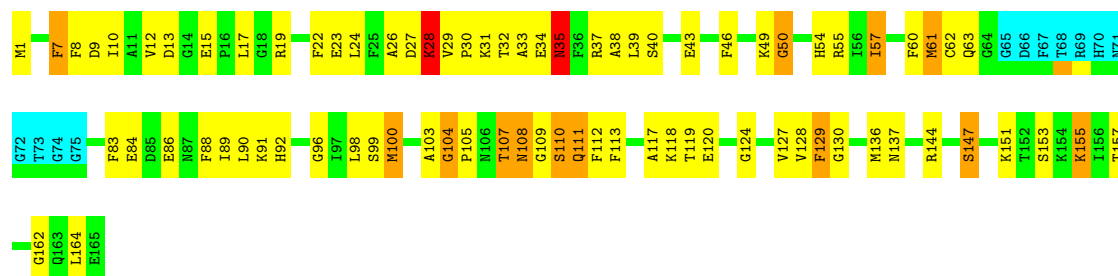 M1 F7 F8 D9 I10 A11 V12 D13 G14 E15 P16 L17 G18 R19 F22 E23 L24 F25 A26 D27 K28 V29 P30 K31 T32 A33 E34 N35 F36 R37 A38 L39 S40 E43 F46 K49 G50 H54 R55 I56 I57 F60 M61 C62 Q63 G64 G65 D66 F67 T68 R69 H70 N71
G72 T73 G74 G75 F83 E84 D85 E86 N87 F88 I89 L90 K91 H92 G96 I97 L98 S99 M100 A103 G104 P105 N106 T107 N108 G109 S110 Q111 F112 F113 A117 K118 T119 E120 G124 V127 V128 F129 G130 M136 N137 R144 S147 K151 T152 S153 K154 K155 I156 T157
G162 Q163 L164 E165